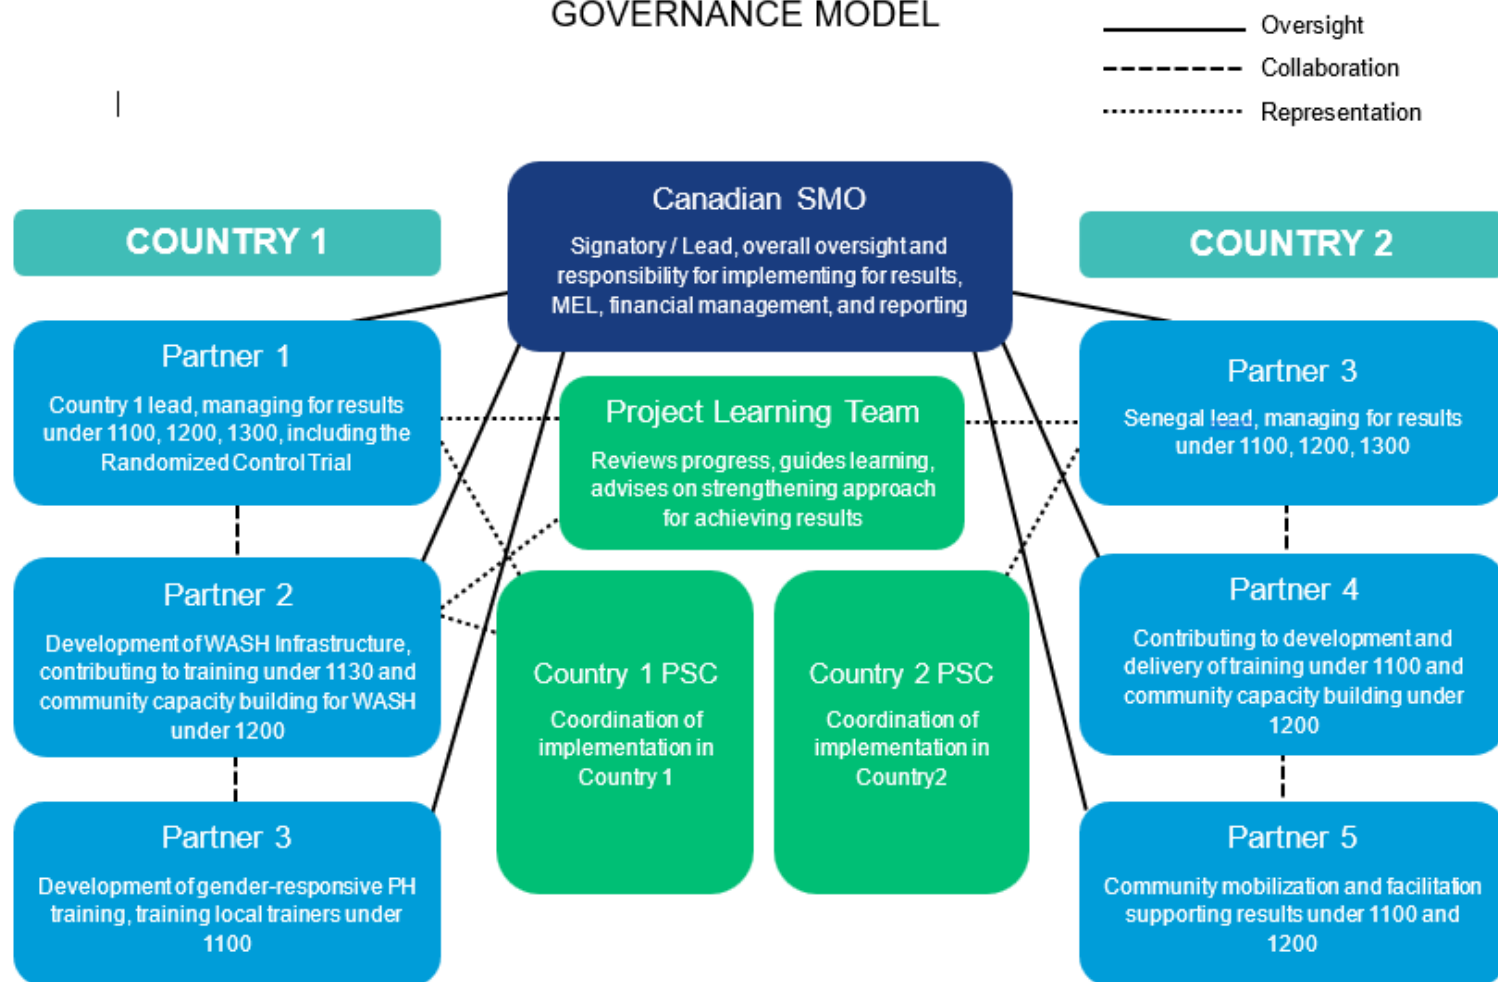 GOVERNANCE MODEL
Oversight
Collaboration
Representation
Canadian SMO
Signatory / Lead, overall oversight and
responsibility for implementing for results,
MEL, financial management, and reporting
COUNTRY 1
COUNTRY 2
Partner 1
Country 1 lead, managing for results
under 1100, 1200, 1300, including the
Randomized Control Trial
Project Learning Team
Reviews progress, guides learning,
advises on strengthening approach
for achieving results
Partner 3
Senegal lead, managing for results
under 1100, 1200, 1300
Partner 2
Development of WASH Infrastructure,
contributing to training under 1130 and
community capacity building for WASH
under 1200
Country 1 PSC
Coordination of
implementation in
Country 1
Country 2 PSC
Coordination of
implementation in
Country2
Partner 4
Contributing to development and
delivery of training under 1100 and
community capacity building under
1200
Partner 3
Development of gender-responsive PH
training, training local trainers under
1100
Partner 5
Community mobilization and facilitation
supporting results under 1100 and
1200